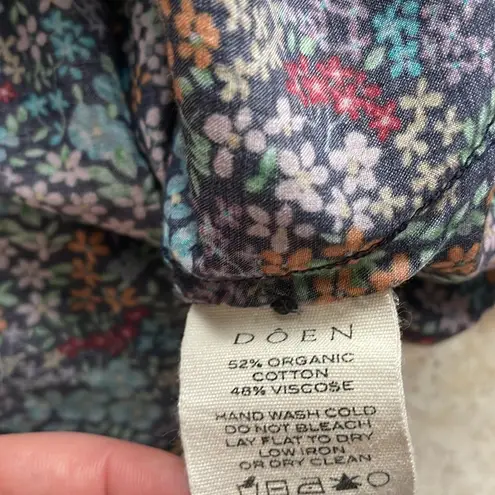 DÔEN
52% ORGANIC
COTTON
48% VISCOSE
HAND WASH COLD
DO NOT BLEACH
LAY FLAT TO DRY
LOW IRON
OR DRY CLEAN